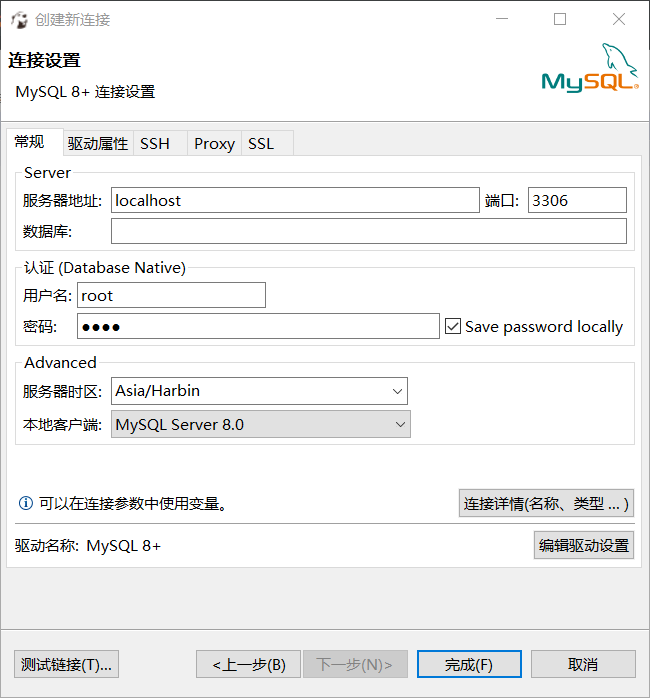 创建新连接
连接设置
MySQL 8+ 连接设置
MySQL®
常规 驱动属性 SSH Proxy SSL
Server
服务器地址: localhost 端口: 3306
数据库:
认证 (Database Native)
用户名: root
密码: ●●●● Save password locally
Advanced
服务器时区: Asia/Harbin
本地客户端: MySQL Server 8.0
可以在连接参数中使用变量。 连接详情(名称、类型 ... )
驱动名称: MySQL 8+ 编辑驱动设置
测试链接(T)... <上一步(B) 下一步(N)> 完成(F) 取消